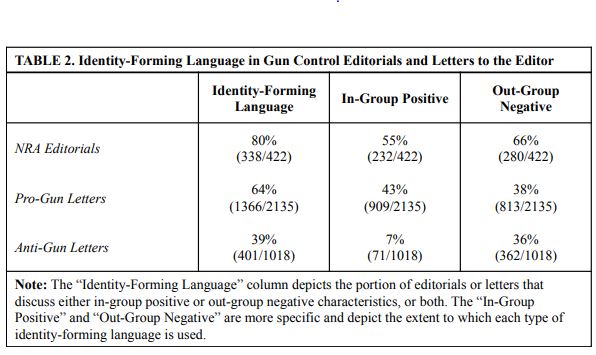 TABLE 2. Identity-Forming Language in Gun Control Editorials and Letters to the Editor
Identity-Forming Language
In-Group Positive
Out-Group Negative
NRA Editorials
80% (338/422)
55% (232/422)
66% (280/422)
Pro-Gun Letters
64% (1366/2135)
43% (909/2135)
38% (813/2135)
Anti-Gun Letters
39% (401/1018)
7% (71/1018)
36% (362/1018)
Note: The “Identity-Forming Language” column depicts the portion of editorials or letters that
discuss either in-group positive or out-group negative characteristics, or both. The “In-Group
Positive” and “Out-Group Negative” are more specific and depict the extent to which each type of
identity-forming language is used.